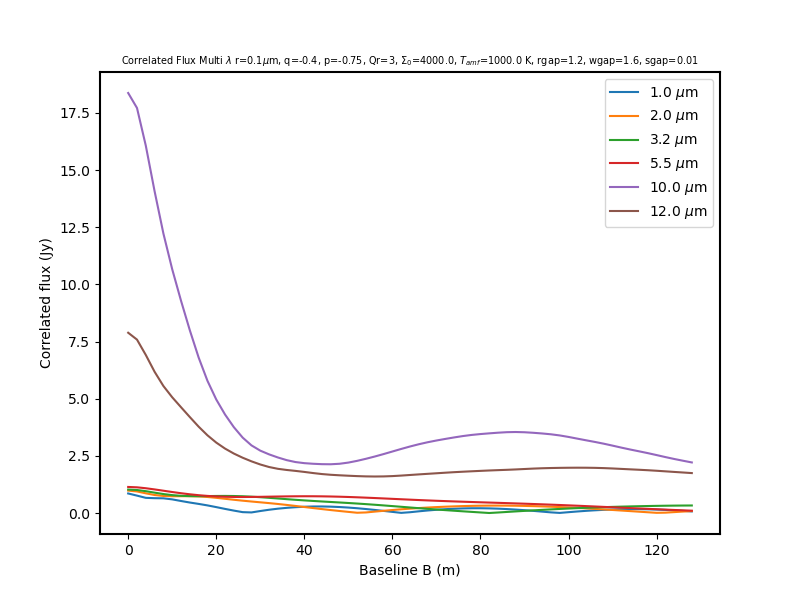 Correlated Flux Multi λ r=0.1μm, q=-0.4, p=-0.75, Qr=3, Σ₀=4000.0, Tₐₘf=1000.0 K, rgap=1.2, wgap=1.6, sgap=0.01
1.0 μm
2.0 μm
3.2 μm
5.5 μm
10.0 μm
12.0 μm
Correlated flux (Jy)
17.5
15.0
12.5
10.0
7.5
5.0
2.5
0.0
0 20 40 60 80 100 120
Baseline B (m)